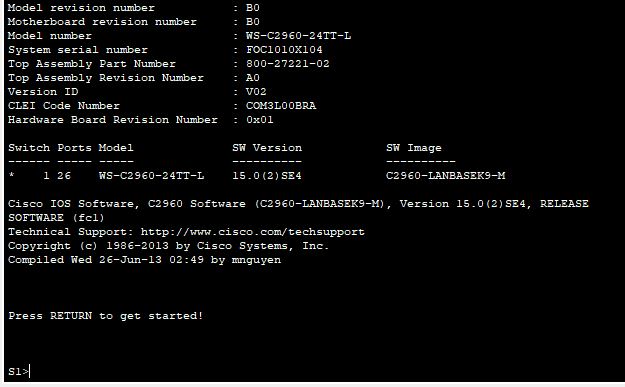 Model revision number : B0
Motherboard revision number : B0
Model number : WS-C2960-24TT-L
System serial number : FOC1010X104
Top Assembly Part Number : 800-27221-02
Top Assembly Revision Number : A0
Version ID : V02
CLEI Code Number : COM3L00BRA
Hardware Board Revision Number : 0x01
Switch Ports Model SW Version SW Image
------ ----- ----- ---------- ----------
* 1 26 WS-C2960-24TT-L 15.0(2)SE4 C2960-LANBASEK9-M
Cisco IOS Software, C2960 Software (C2960-LANBASEK9-M), Version 15.0(2)SE4, RELEASE
SOFTWARE (fc1)
Technical Support: http://www.cisco.com/techsupport
Copyright (c) 1986-2013 by Cisco Systems, Inc.
Compiled Wed 26-Jun-13 02:49 by mnguyen
Press RETURN to get started!
S1>